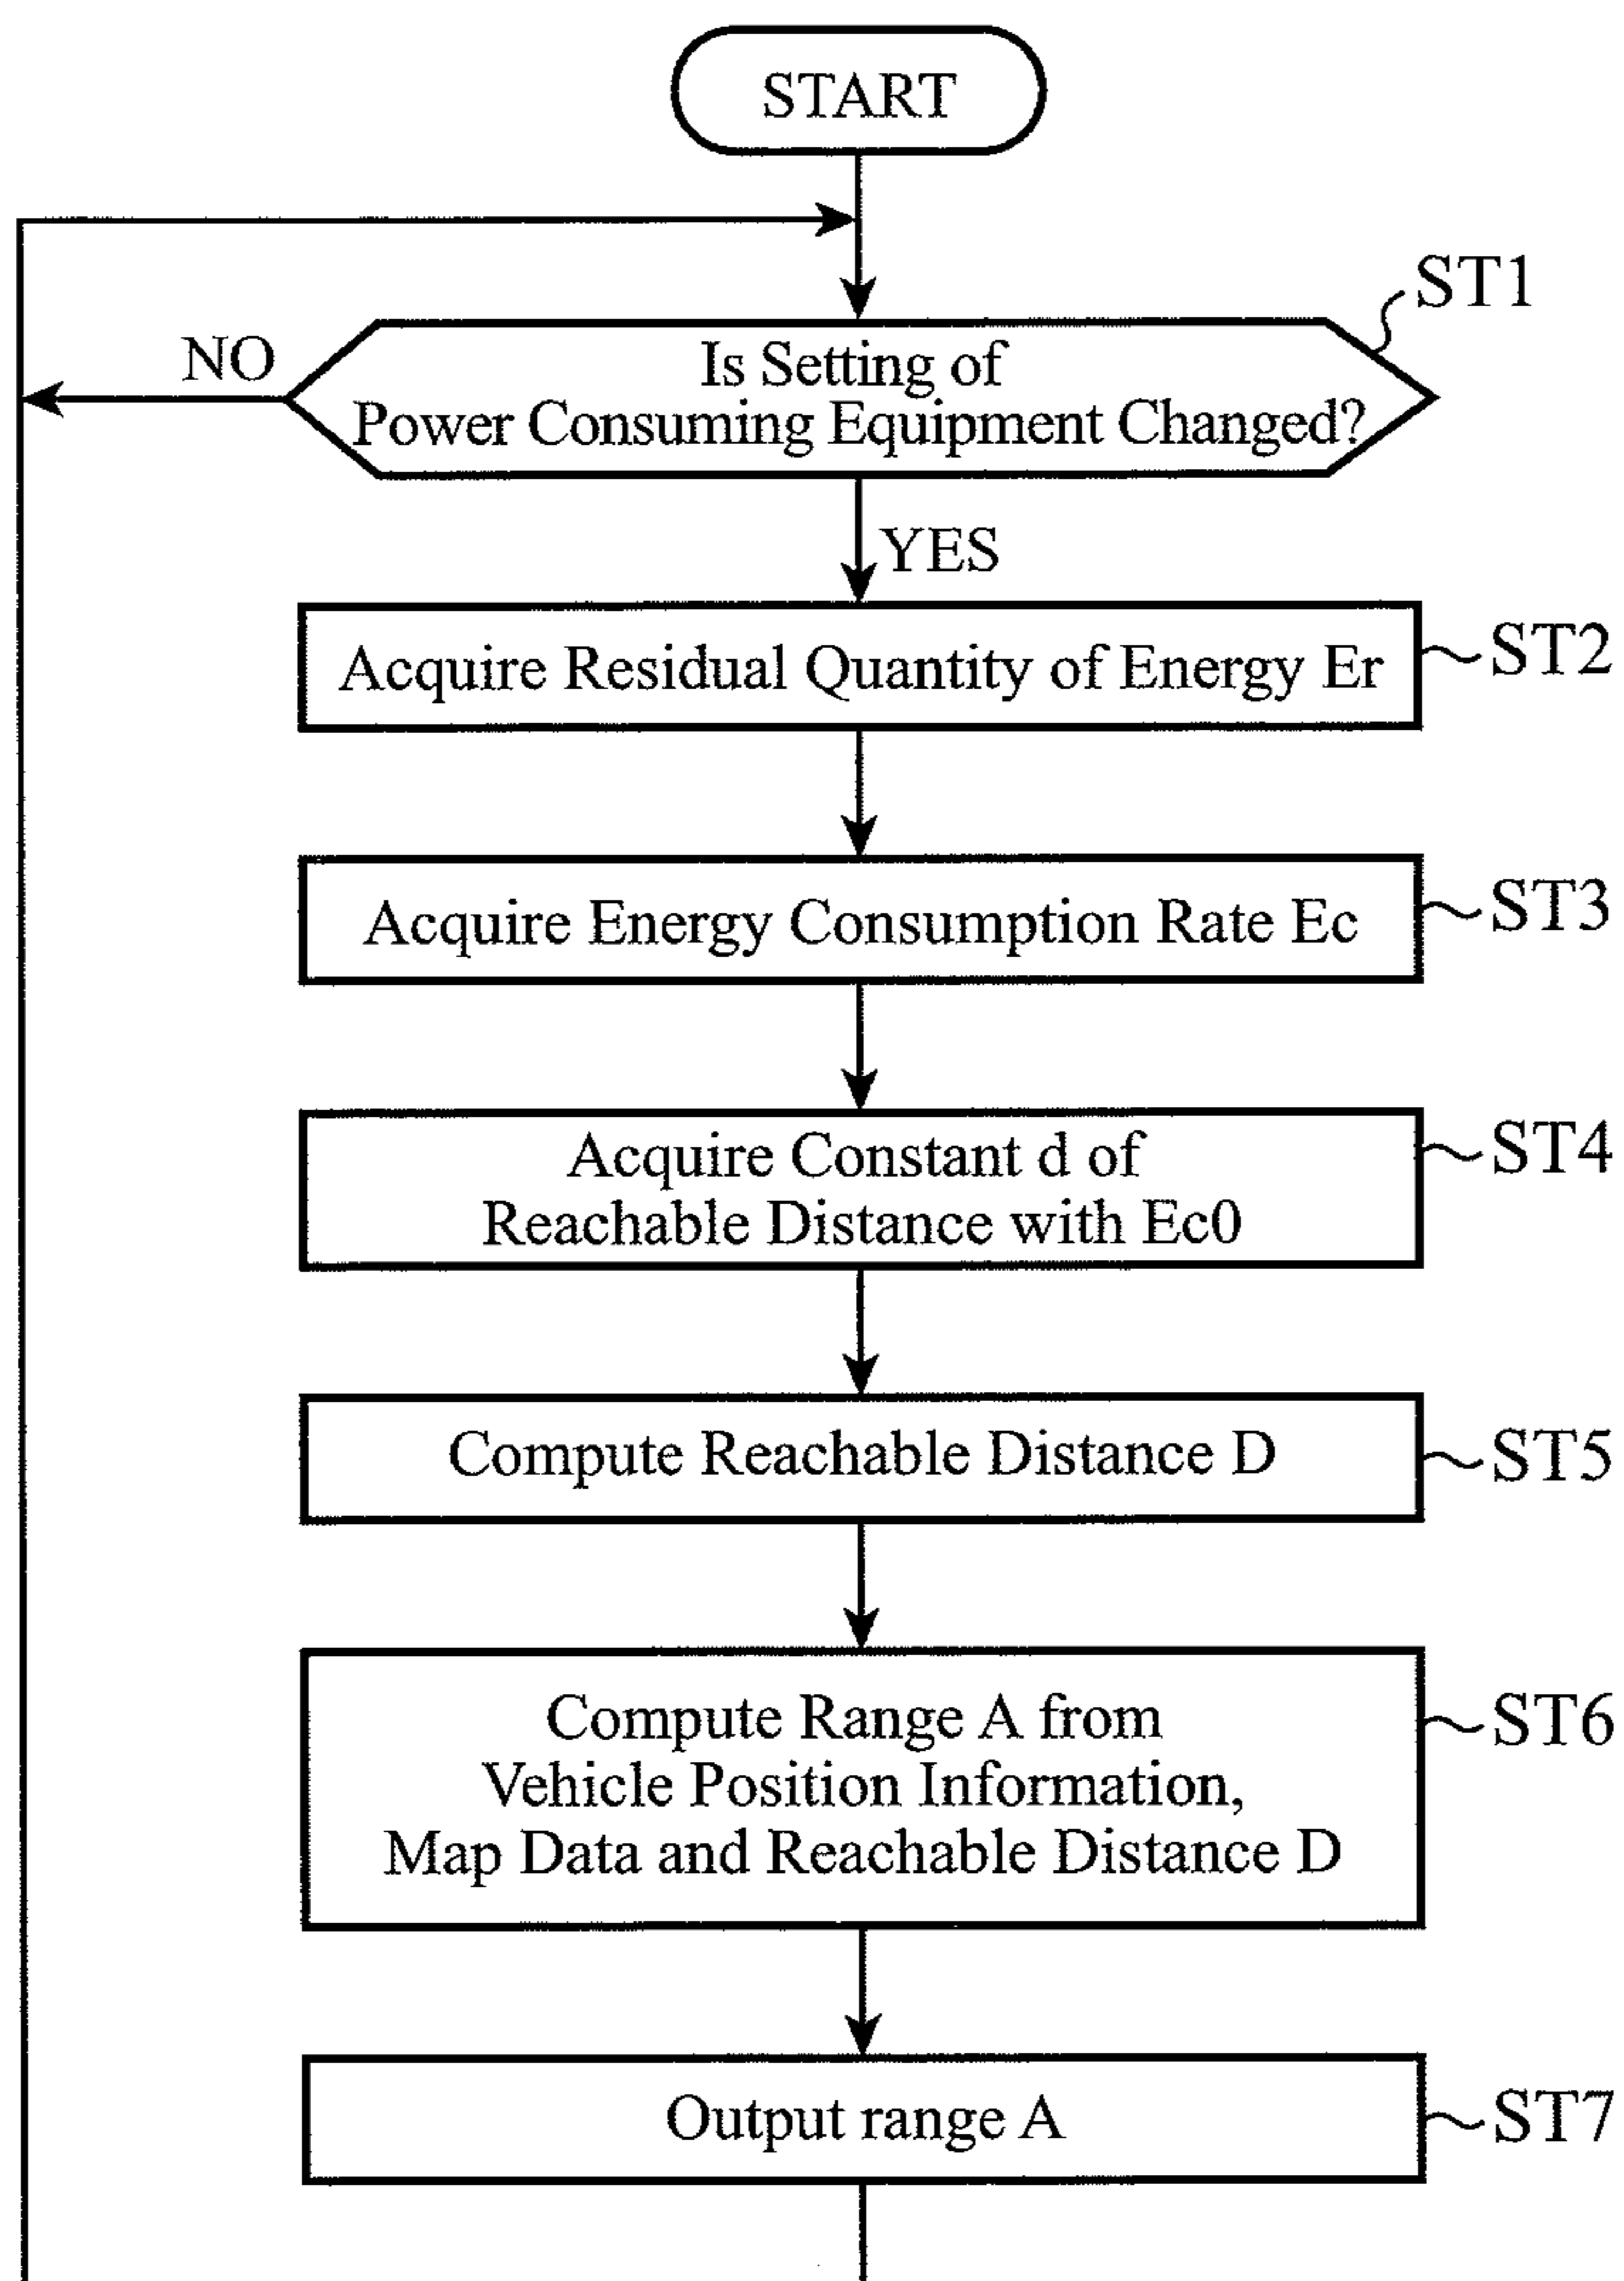 START
ST1
NO
Is Setting of
Power Consuming Equipment Changed?
YES
Acquire Residual Quantity of Energy Er
ST2
Acquire Energy Consumption Rate Ec
ST3
Acquire Constant d of
Reachable Distance with Ec0
ST4
Compute Reachable Distance D
ST5
Compute Range A from
Vehicle Position Information,
Map Data and Reachable Distance D
ST6
Output range A
ST7